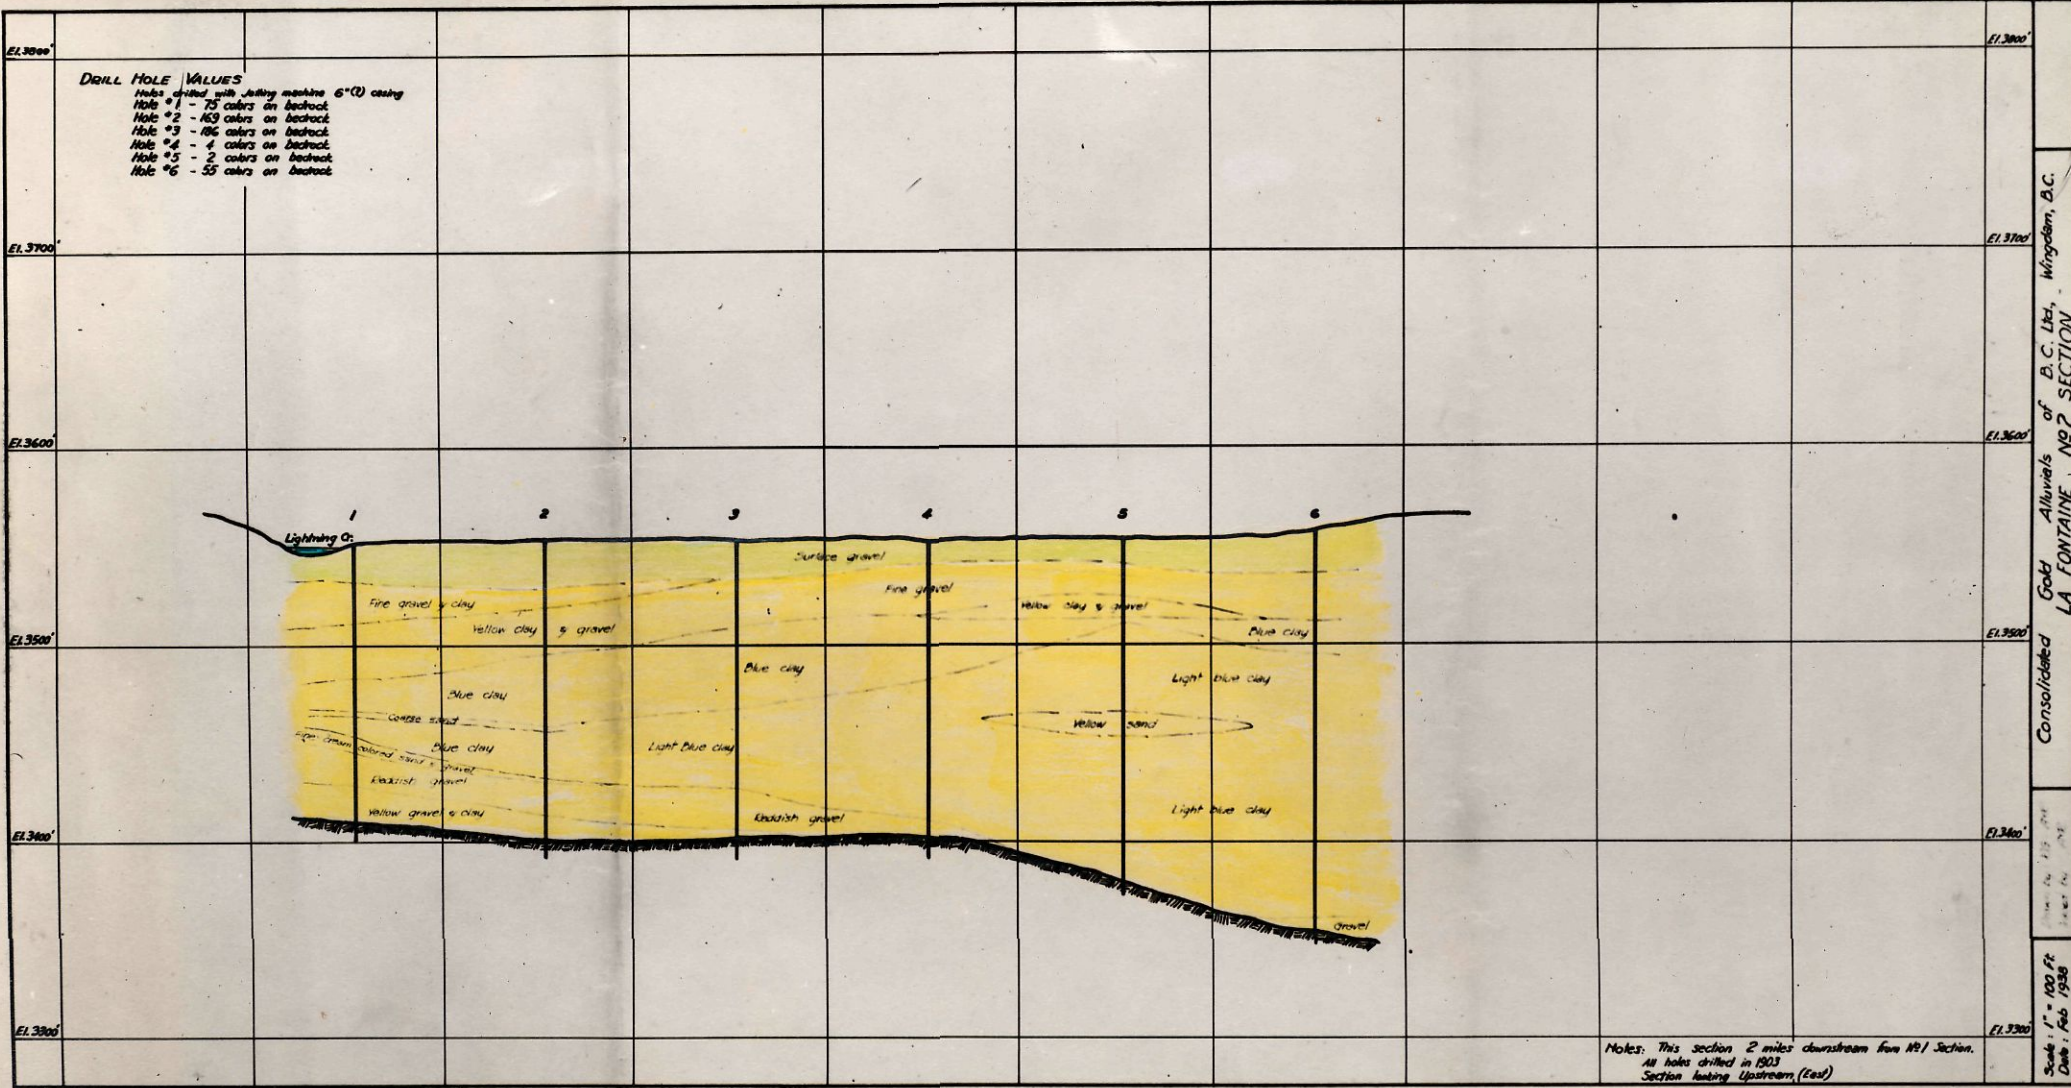 El.3800'
El.3800'
DRILL HOLE VALUES
Holes drilled with Jetting machine 6"(?) casing
Hole #1 - 75 colors on bedrock
Hole #2 - 169 colors on bedrock
Hole #3 - 186 colors on bedrock
Hole #4 - 4 colors on bedrock
Hole #5 - 2 colors on bedrock
Hole #6 - 55 colors on bedrock
El.3700'
El.3700'
El.3600'
El.3600'
1 2 3 4 5 6
Lightning Cr.
Surface gravel
Fine gravel
Fine gravel & clay
Yellow clay & gravel
Yellow clay & gravel
Blue clay
El.3500'
El.3500'
Blue clay
Light blue clay
Blue clay
Coarse sand
Yellow sand
Fine cream colored sand & gravel
Blue clay
Light Blue clay
Reddish gravel
Yellow gravel & clay
Reddish gravel
Light blue clay
El.3400'
El.3400'
gravel
El.3300'
El.3300'
Notes: This section 2 miles downstream from No1 Section.
All holes drilled in 1903
Section looking Upstream (East)
Consolidated Gold Alluvials of B.C. Ltd., Wingdam, B.C.
LA FONTAINE No2 SECTION
Scale: 1" = 100 Ft.
Date: Feb 1938